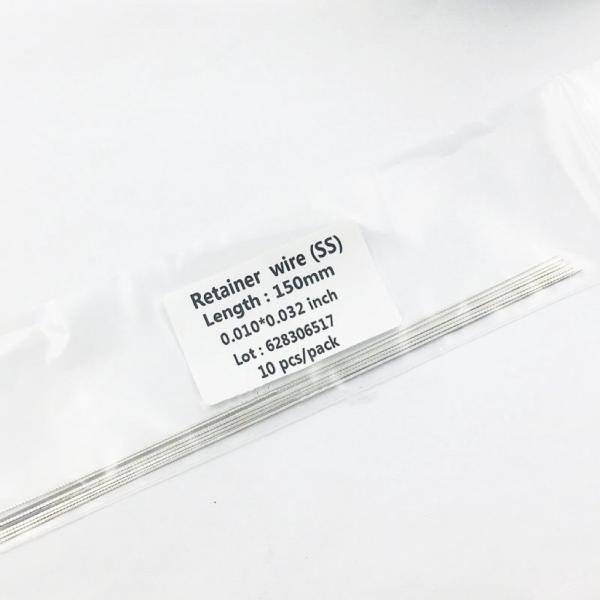 Retainer wire (SS)
Length : 150mm
0.010*0.032 inch
Lot : 628306517
10 pcs/pack